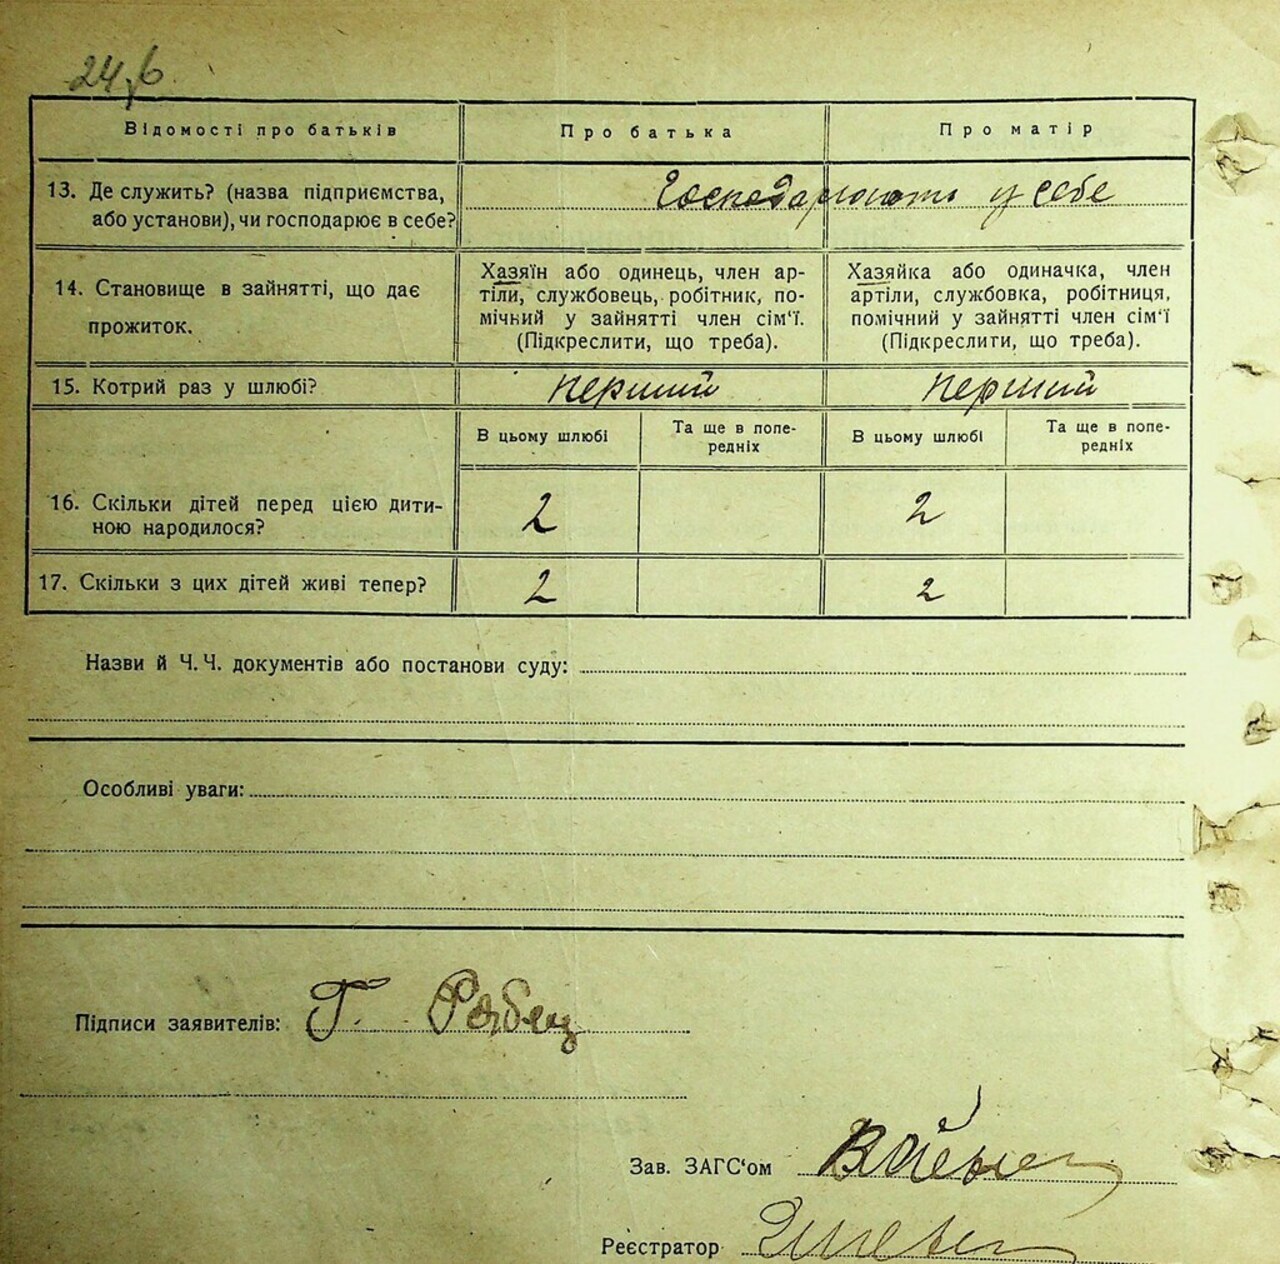 24,6
Відомості про батьків
Про батька
Про матір
13. Де служить? (назва підприємства,
або установи), чи господарює в себе?
Господарюють у себе
14. Становище в зайнятті, що дає
прожиток.
Хазяїн або одинець, член ар-
тіли, службовець, робітник, по-
мічний у зайнятті член сім'ї.
(Підкреслити, що треба).
Хазяйка або одиначка, член
артіли, службовка, робітниця,
помічний у зайнятті член сім'ї
(Підкреслити, що треба).
15. Котрий раз у шлюбі?
перший
перший
В цьому шлюбі
Та ще в попе-
редніх
В цьому шлюбі
Та ще в попе-
редніх
16. Скільки дітей перед цією дити-
ною народилося?
2
2
17. Скільки з цих дітей живі тепер?
2
2
Назви й Ч.Ч. документів або постанови суду:
Особливі уваги:
Підписи заявителів: Г. Рябец
Зав. ЗАГС'ом
Реєстратор